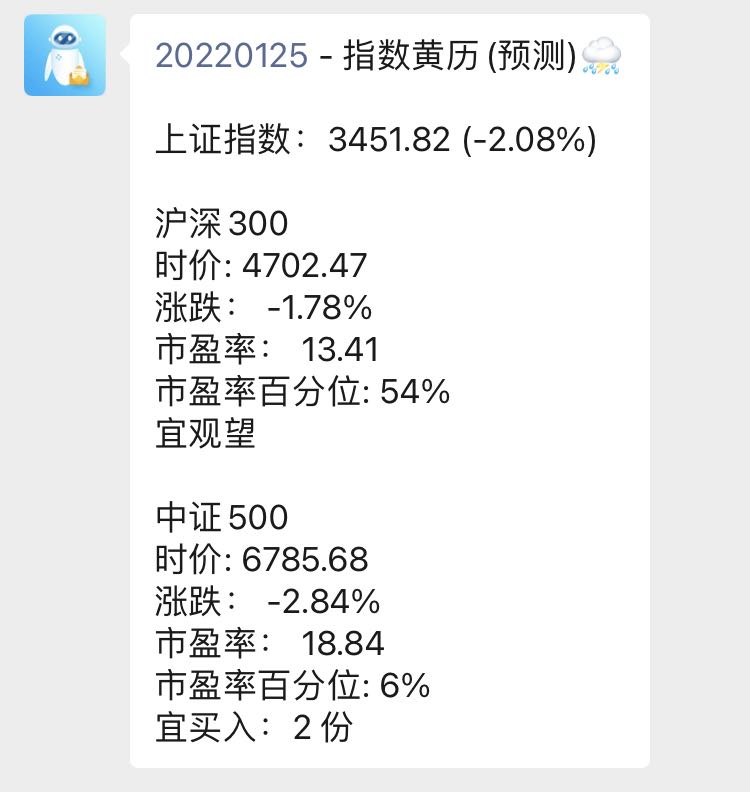 20220125 - 指数黄历 (预测)⛈️
上证指数： 3451.82 (-2.08%)
沪深 300
时价: 4702.47
涨跌： -1.78%
市盈率： 13.41
市盈率百分位: 54%
宜观望
中证 500
时价: 6785.68
涨跌： -2.84%
市盈率： 18.84
市盈率百分位: 6%
宜买入：2 份